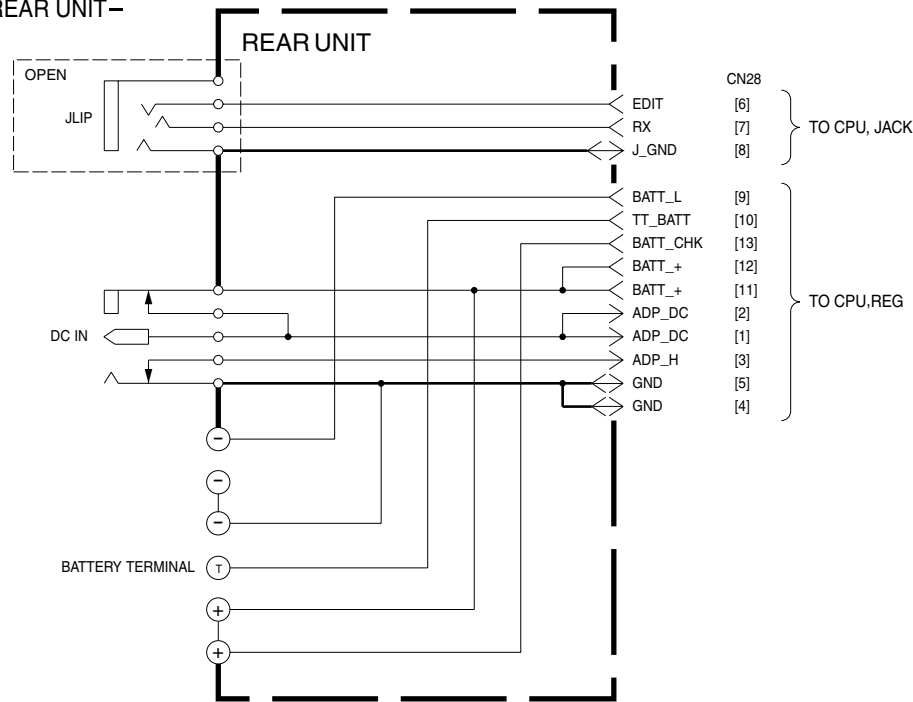 REAR UNIT–
REAR UNIT
OPEN
JLIP
CN28
EDIT [6]
RX [7]
J_GND [8]
TO CPU, JACK
BATT_L [9]
TT_BATT [10]
BATT_CHK [13]
BATT_+ [12]
BATT_+ [11]
TO CPU,REG
ADP_DC [2]
DC IN
ADP_DC [1]
ADP_H [3]
GND [5]
GND [4]
−
−
−
BATTERY TERMINAL
T
+
+